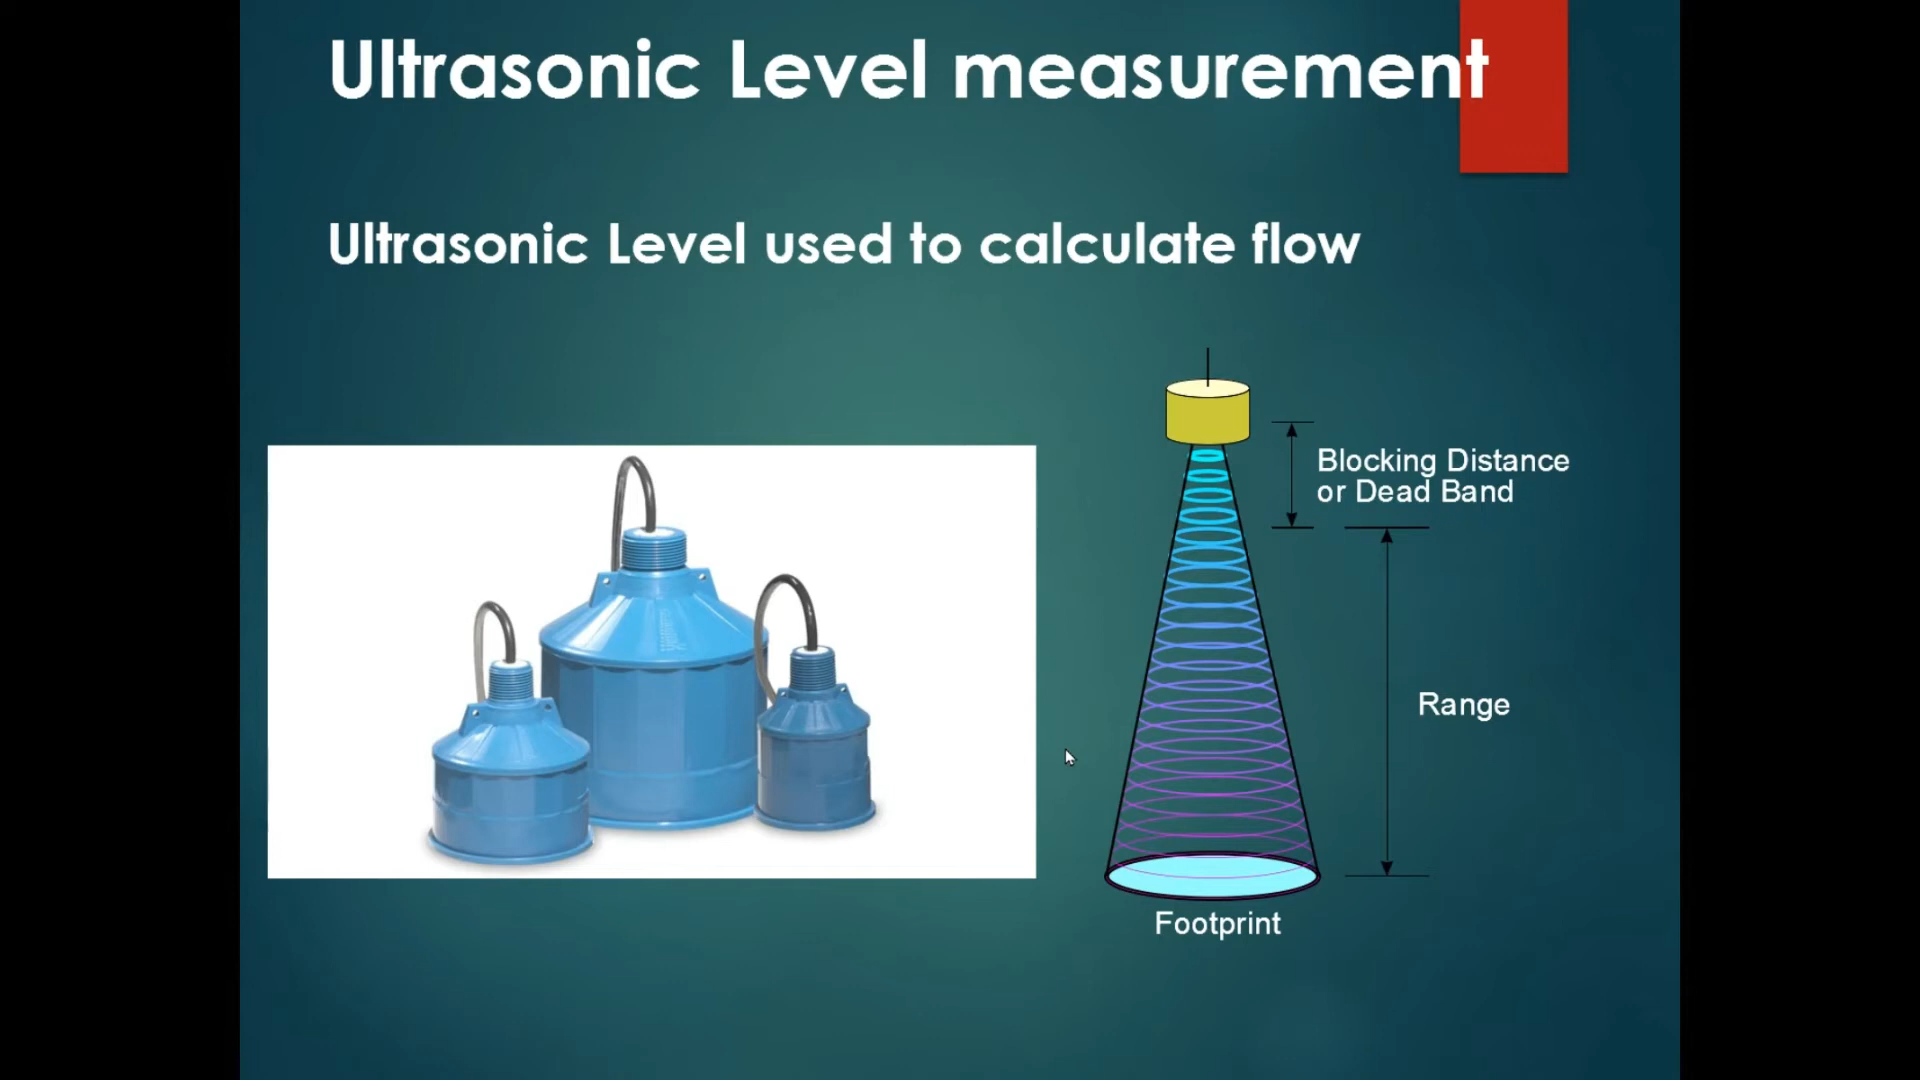 Ultrasonic Level measurement
Ultrasonic Level used to calculate flow
Blocking Distance
or Dead Band
Range
Footprint